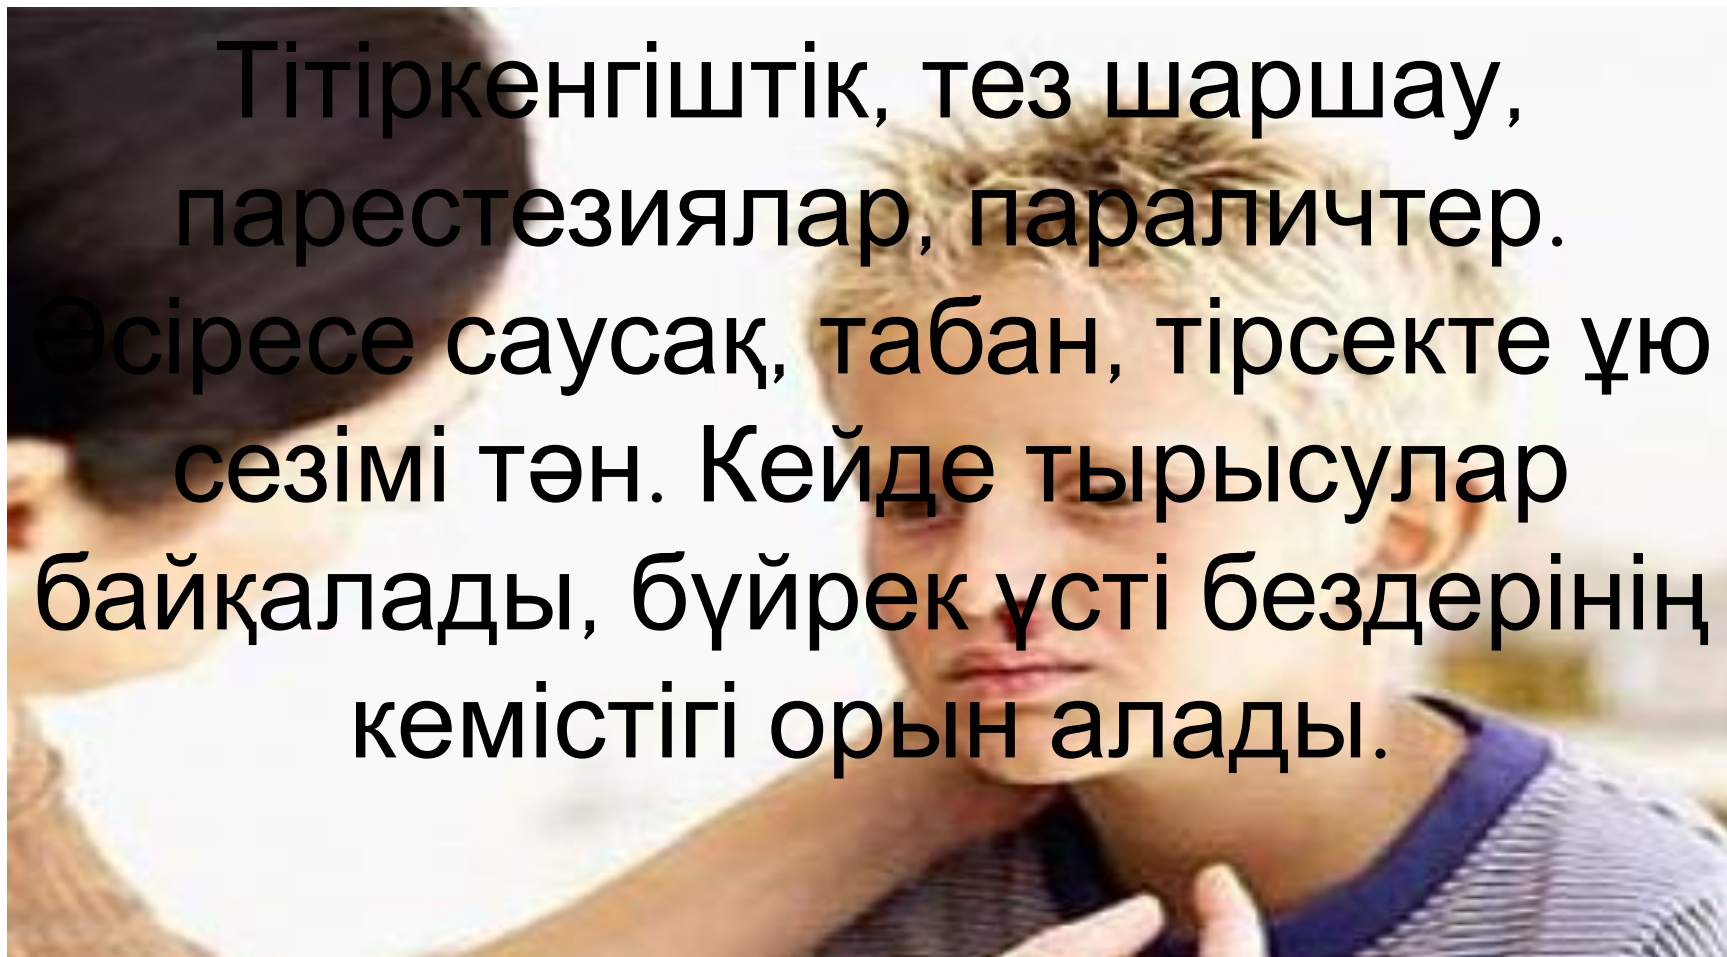 Тітіркенгіштік, тез шаршау,
парестезиялар, параличтер.
Әсіресе саусақ, табан, тірсекте ұю
сезімі тән. Кейде тырысулар
байқалады, бүйрек үсті бездерінің
кемістігі орын алады.